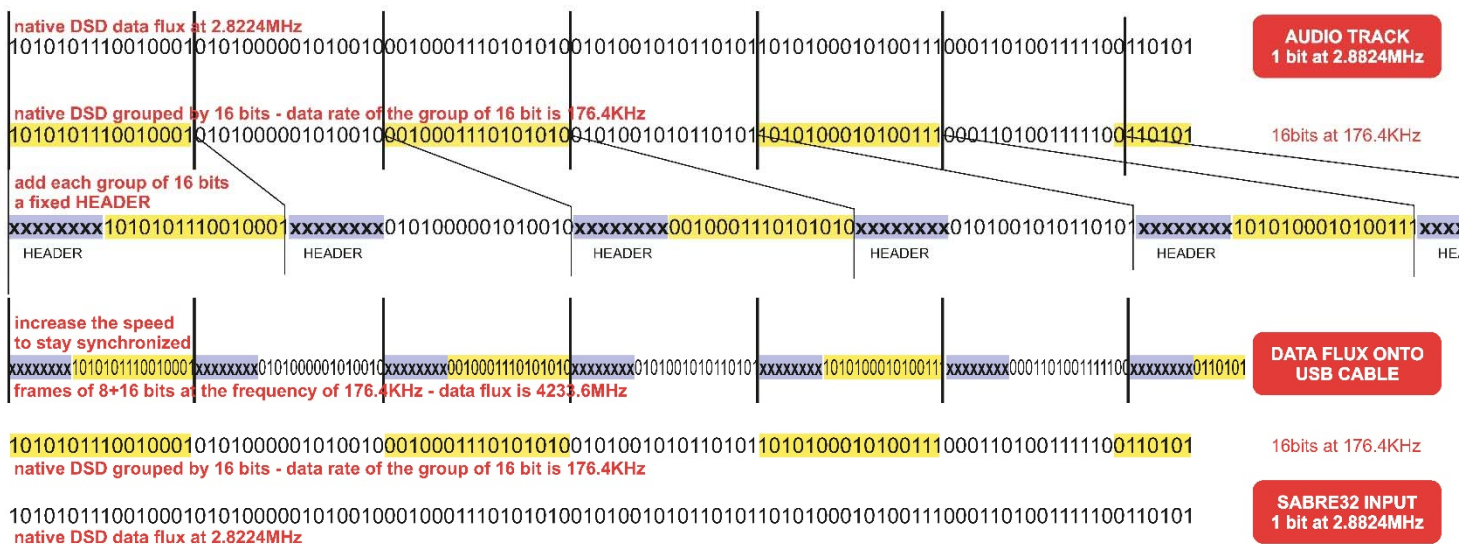 native DSD data flux at 2.8224MHz
101010111001000101010000010100100010001110101010010100101011010110101000101001110001101001111100110101
AUDIO TRACK
1 bit at 2.8824MHz
native DSD grouped by 16 bits - data rate of the group of 16 bit is 176.4KHz
101010111001000101010000010100100010001110101010010100101011010110101000101001110001101001111100110101
16bits at 176.4KHz
add each group of 16 bits
a fixed HEADER
xxxxxxxx1010101110010001xxxxxxxx0101000001010010xxxxxxxx0010001110101010xxxxxxxx0101001010110101xxxxxxxx1010100010100111xxxx
HEADER HEADER HEADER HEADER HEADER HEA
increase the speed
to stay synchronized
xxxxxxxx1010101110010001xxxxxxxx0101000001010010xxxxxxxx0010001110101010xxxxxxxx0101001010110101xxxxxxxx1010100010100111xxxxxxxx0001101001111100xxxxxxxx0110101
frames of 8+16 bits at the frequency of 176.4KHz - data flux is 4233.6MHz
DATA FLUX ONTO
USB CABLE
101010111001000101010000010100100010001110101010010100101011010110101000101001110001101001111100110101
16bits at 176.4KHz
native DSD grouped by 16 bits - data rate of the group of 16 bit is 176.4KHz
101010111001000101010000010100100010001110101010010100101011010110101000101001110001101001111100110101
native DSD data flux at 2.8224MHz
SABRE32 INPUT
1 bit at 2.8824MHz